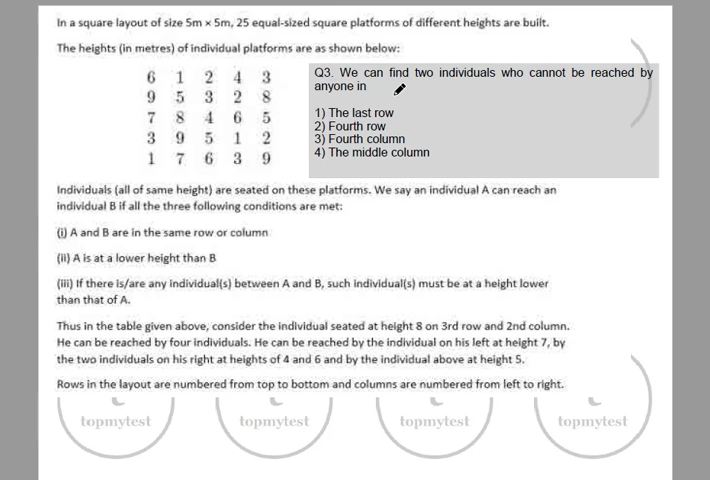 In a square layout of size 5m × 5m, 25 equal-sized square platforms of different heights are built.
The heights (in metres) of individual platforms are as shown below:
6 1 2 4 3
9 5 3 2 8
7 8 4 6 5
3 9 5 1 2
1 7 6 3 9
Q3. We can find two individuals who cannot be reached by
anyone in
1) The last row
2) Fourth row
3) Fourth column
4) The middle column
Individuals (all of same height) are seated on these platforms. We say an individual A can reach an
individual B if all the three following conditions are met:
(i) A and B are in the same row or column
(ii) A is at a lower height than B
(iii) If there is/are any individual(s) between A and B, such individual(s) must be at a height lower
than that of A.
Thus in the table given above, consider the individual seated at height 8 on 3rd row and 2nd column.
He can be reached by four individuals. He can be reached by the individual on his left at height 7, by
the two individuals on his right at heights of 4 and 6 and by the individual above at height 5.
Rows in the layout are numbered from top to bottom and columns are numbered from left to right.
topmytest topmytest topmytest topmytest